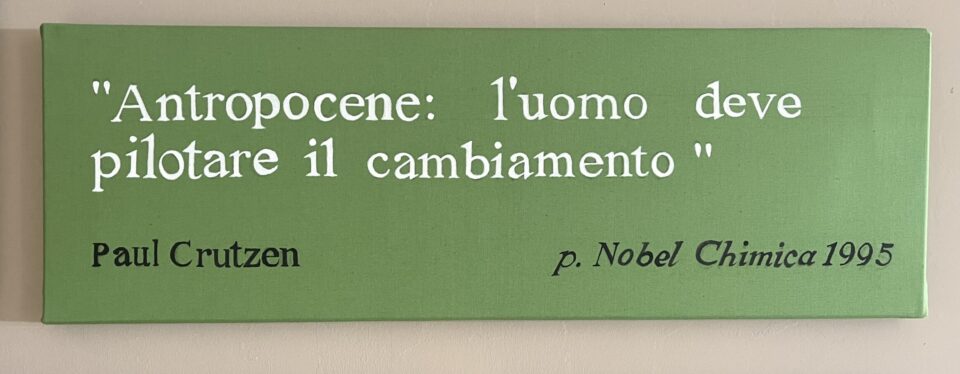 "Antropocene: l'uomo deve
pilotare il cambiamento "
Paul Crutzen p. Nobel Chimica 1995